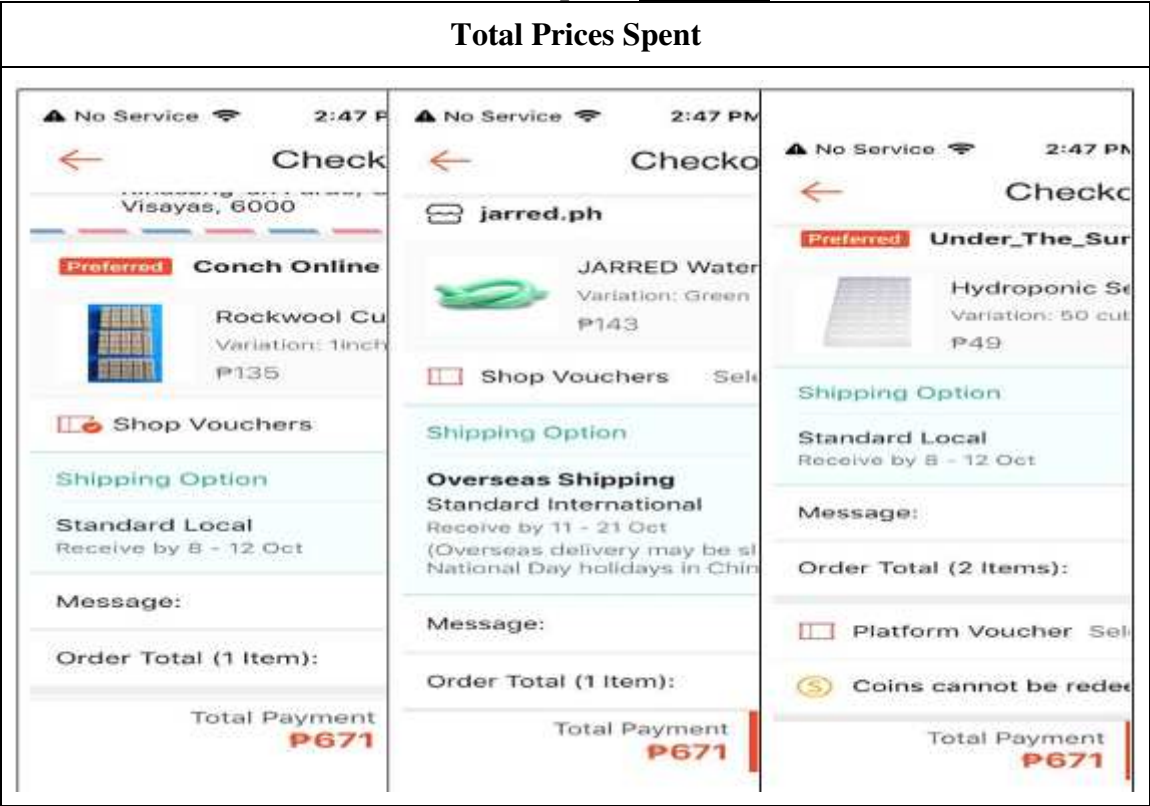 Total Prices Spent
No Service
2:47 P
Check
Visayas, 6000
Preferred Conch Online
Rockwool Cu
Variation: 1inch
₱135
Shop Vouchers
Shipping Option
Standard Local
Receive by 8 - 12 Oct
Message:
Order Total (1 Item):
Total Payment
₱671
No Service
2:47 PM
Checko
jarred.ph
JARRED Water
Variation: Green
₱143
Shop Vouchers Sele
Shipping Option
Overseas Shipping
Standard International
Receive by 11 - 21 Oct
(Overseas delivery may be sl
National Day holidays in Chin
Message:
Order Total (1 Item):
Total Payment
₱671
No Service
2:47 PM
Checko
Preferred Under_The_Sur
Hydroponic Se
Variation: 50 cub
₱49
Shipping Option
Standard Local
Receive by 8 - 12 Oct
Message:
Order Total (2 Items):
Platform Voucher Sel
Coins cannot be redee
Total Payment
₱671